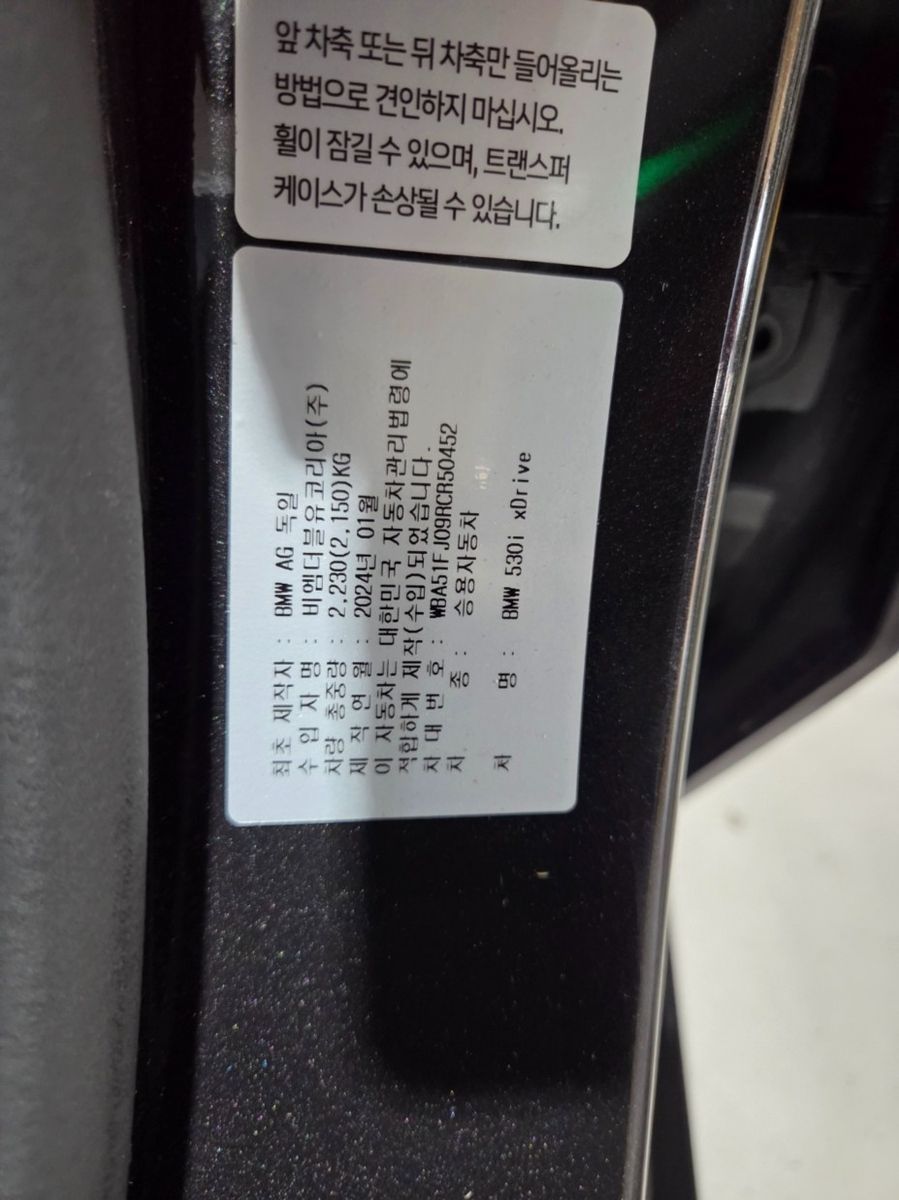 앞 차축 또는 뒤 차축만 들어올리는
방법으로 견인하지 마십시오.
휠이 잠길 수 있으며, 트랜스퍼
케이스가 손상될 수 있습니다.
최초 제작자 : BMW AG 독일
수 입 자 명 : 비엠더블유코리아(주)
차량 총중량 : 2.230(2.150)KG
제 작 연 월 : 2024년 01월
이 자동차는 대한민국 자동차관리법령에
적합하게 제작(수입)되었습니다.
차 대 번 호 : WBA51FJ09RCR50452
차 종 : 승용자동차
차 명 : BMW 530i xDrive